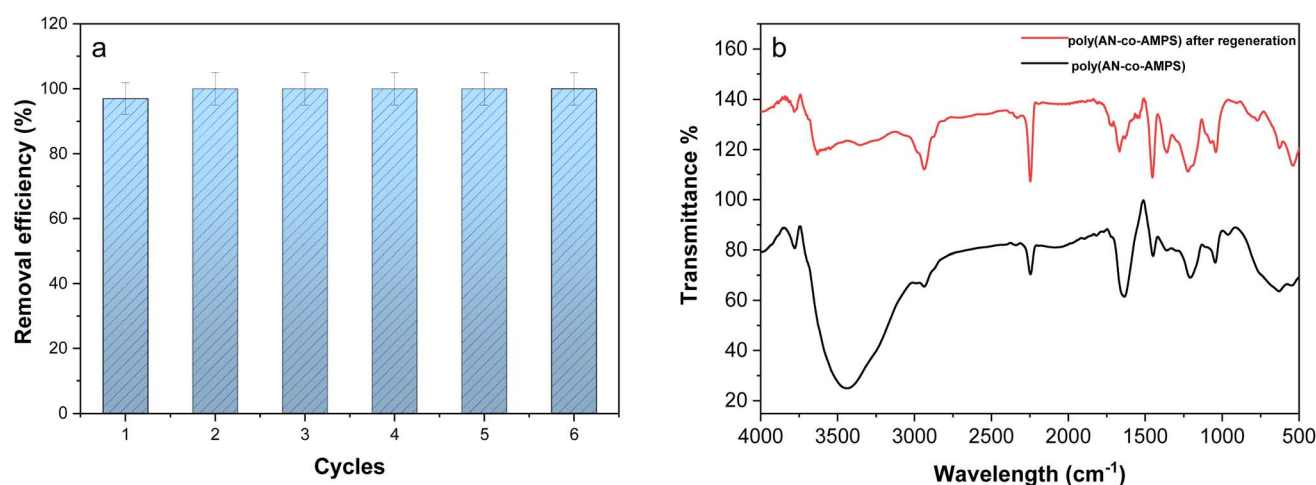 a
Removal efficiency (%)
120
100
80
60
40
20
0
1 2 3 4 5 6
Cycles
b
poly(AN-co-AMPS) after regeneration
poly(AN-co-AMPS)
Transmittance %
140
120
100
80
60
40
20
4000 3500 3000 2500 2000 1500 1000 500
Wavelength (cm⁻¹)